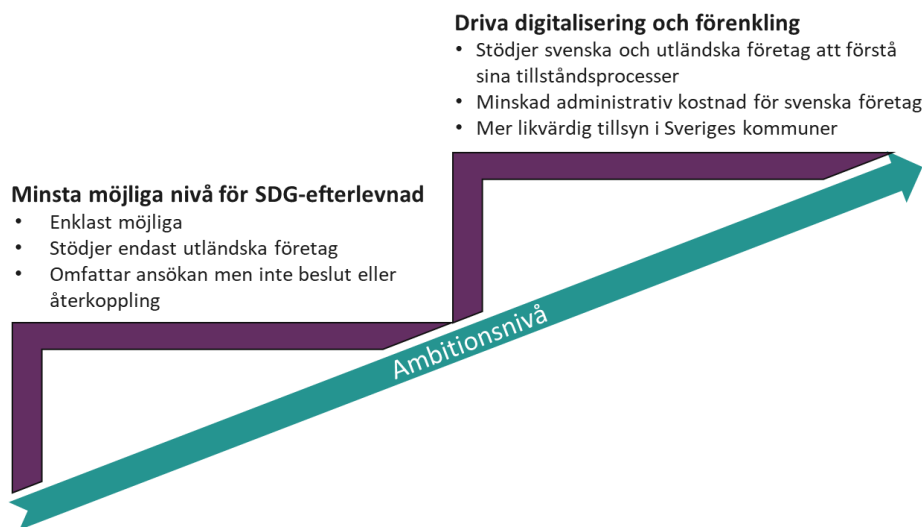 Driva digitalisering och förenkling
• Stödjer svenska och utländska företag att förstå
sina tillståndsprocesser
• Minskad administrativ kostnad för svenska företag
• Mer likvärdig tillsyn i Sveriges kommuner
Minsta möjliga nivå för SDG-efterlevnad
• Enklast möjliga
• Stödjer endast utländska företag
• Omfattar ansökan men inte beslut eller
återkoppling
Ambitionsnivå